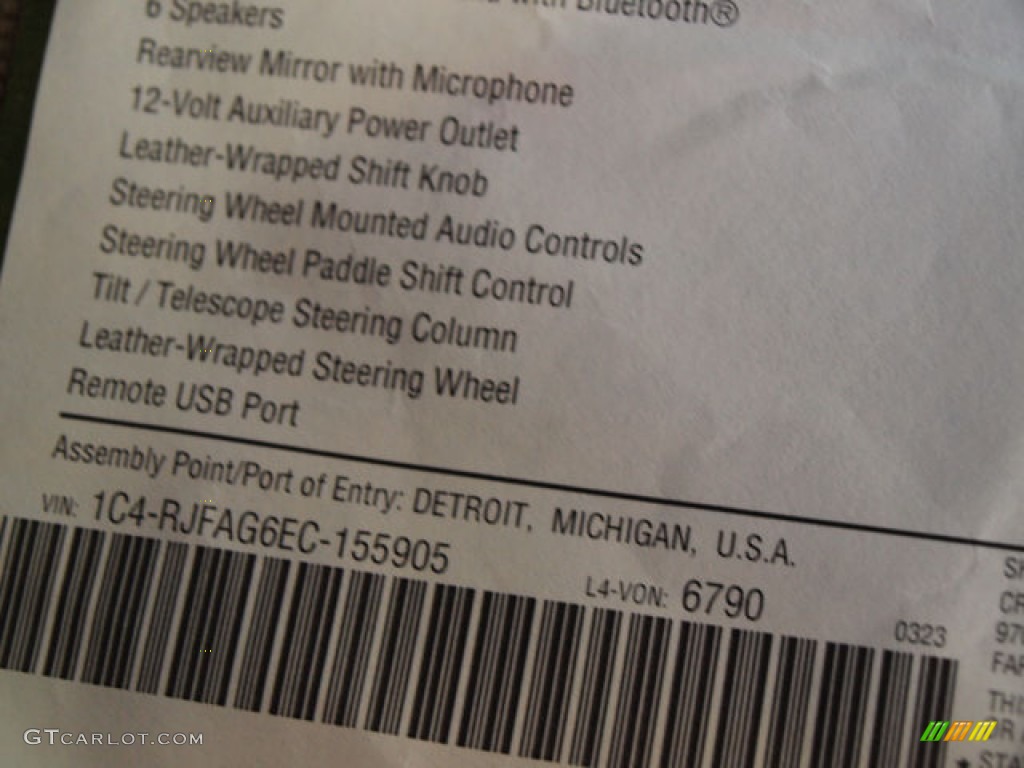 with Bluetooth®
6 Speakers
Rearview Mirror with Microphone
12-Volt Auxiliary Power Outlet
Leather-Wrapped Shift Knob
Steering Wheel Mounted Audio Controls
Steering Wheel Paddle Shift Control
Tilt / Telescope Steering Column
Leather-Wrapped Steering Wheel
Remote USB Port
Assembly Point/Port of Entry: DETROIT, MICHIGAN, U.S.A.
VIN: 1C4-RJFAG6EC-155905
L4-VON: 6790
0323
GTCARLOT.COM